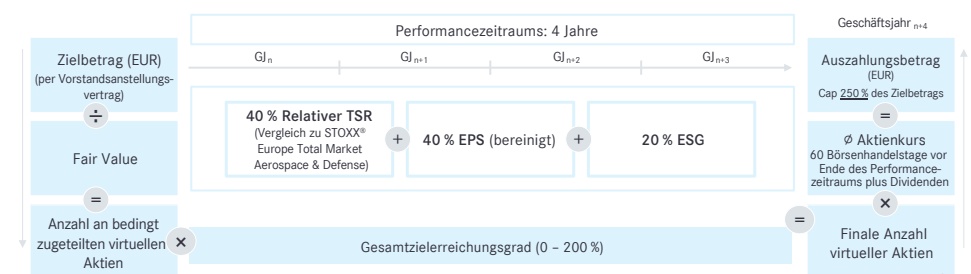 Performancezeitraums: 4 Jahre
Geschäftsjahr n+4
GJ n
GJ n+1
GJ n+2
GJ n+3
Zielbetrag (EUR)
(per Vorstandsanstellungs-
vertrag)
÷
Fair Value
=
Anzahl an bedingt
zugeteilten virtuellen
Aktien
×
40 % Relativer TSR
(Vergleich zu STOXX®
Europe Total Market
Aerospace & Defense)
+
40 % EPS (bereinigt)
+
20 % ESG
Gesamtzielerreichungsgrad (0 – 200 %)
=
Auszahlungsbetrag
(EUR)
Cap 250 % des Zielbetrags
=
Ø Aktienkurs
60 Börsenhandelstage vor
Ende des Performance-
zeitraums plus Dividenden
×
Finale Anzahl
virtueller Aktien